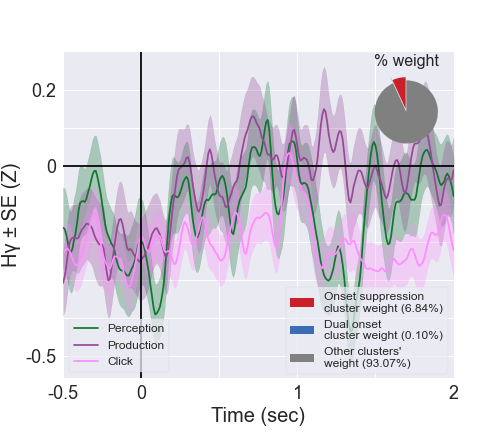 % weight
0.2
0
-0.5
Hγ ± SE (Z)
Perception
Production
Click
Onset suppression
cluster weight (6.84%)
Dual onset
cluster weight (0.10%)
Other clusters'
weight (93.07%)
-0.5 0 1 2
Time (sec)